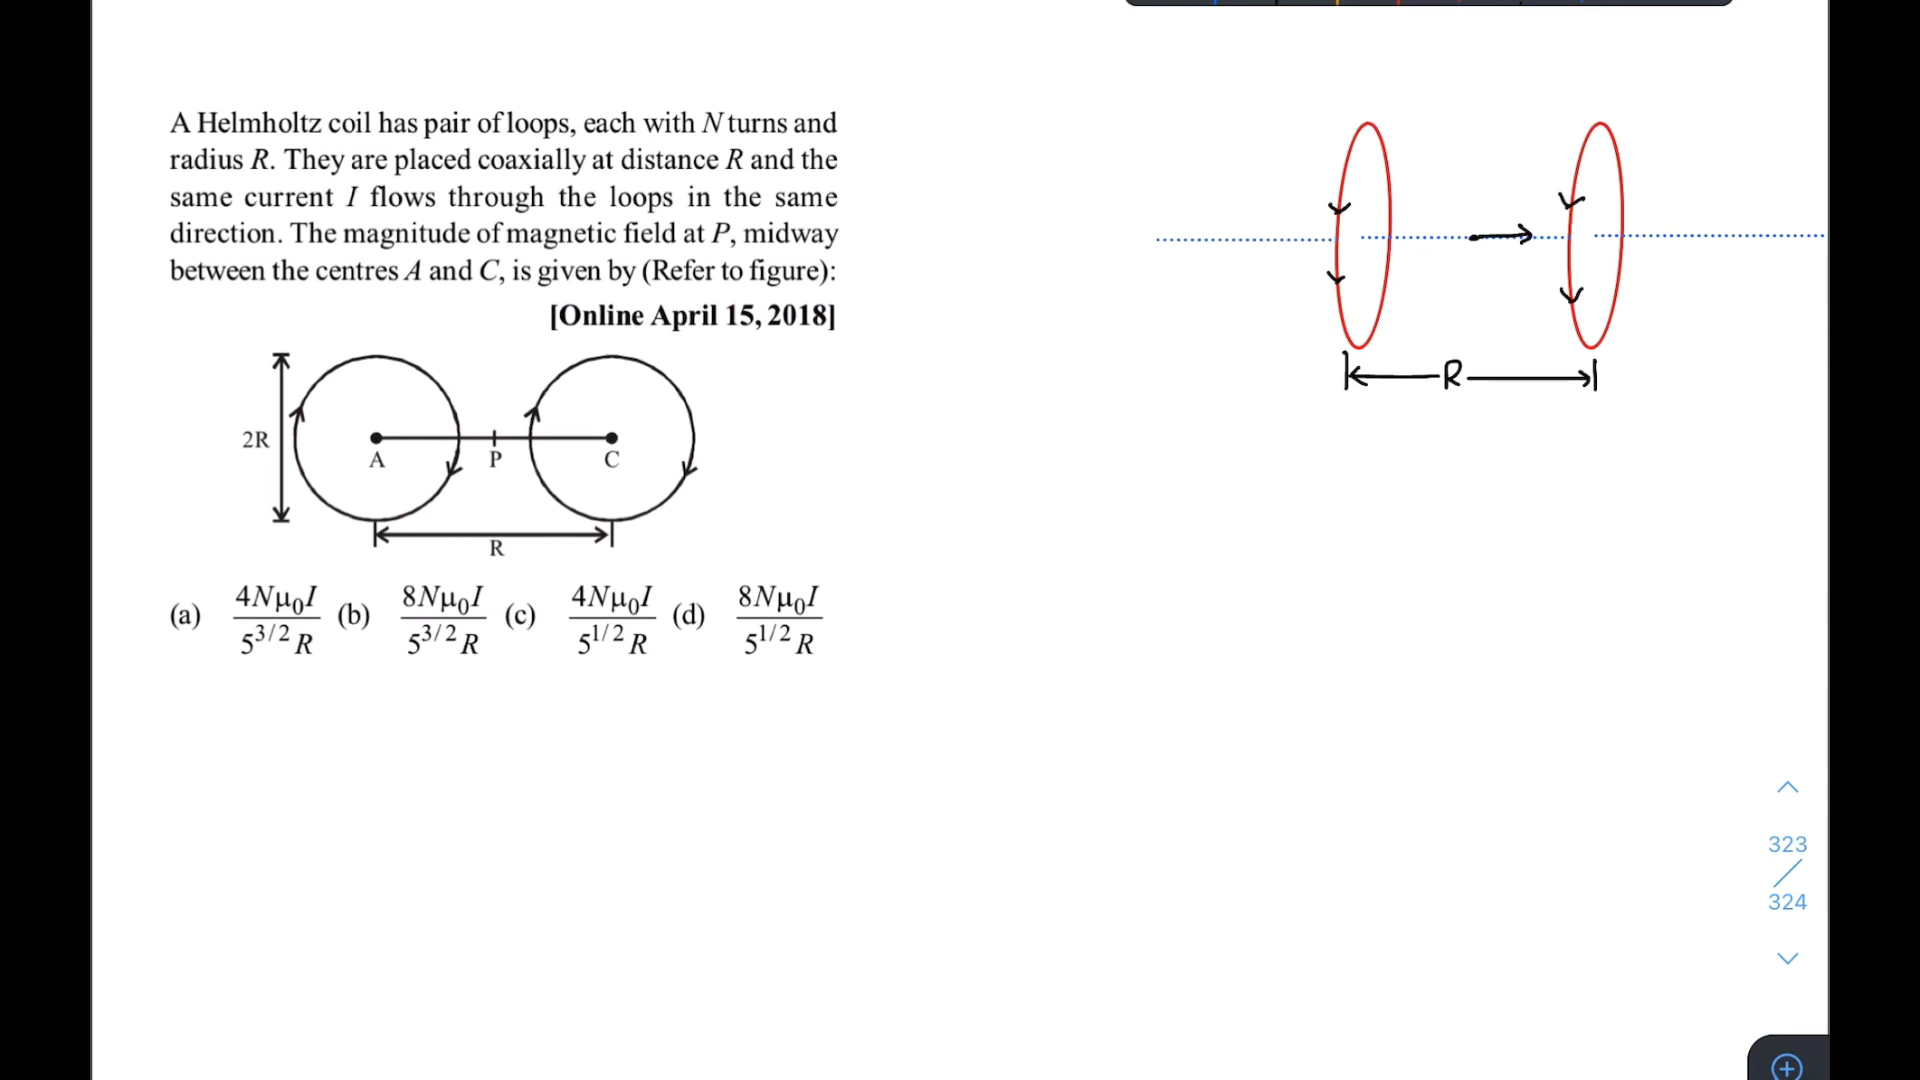 A Helmholtz coil has pair of loops, each with N turns and
radius R. They are placed coaxially at distance R and the
same current I flows through the loops in the same
direction. The magnitude of magnetic field at P, midway
between the centres A and C, is given by (Refer to figure):
[Online April 15, 2018]
2R
A
P
C
R
(a) 4Nμ₀I / 5^{3/2} R (b) 8Nμ₀I / 5^{3/2} R (c) 4Nμ₀I / 5^{1/2} R (d) 8Nμ₀I / 5^{1/2} R
R
323
/
324